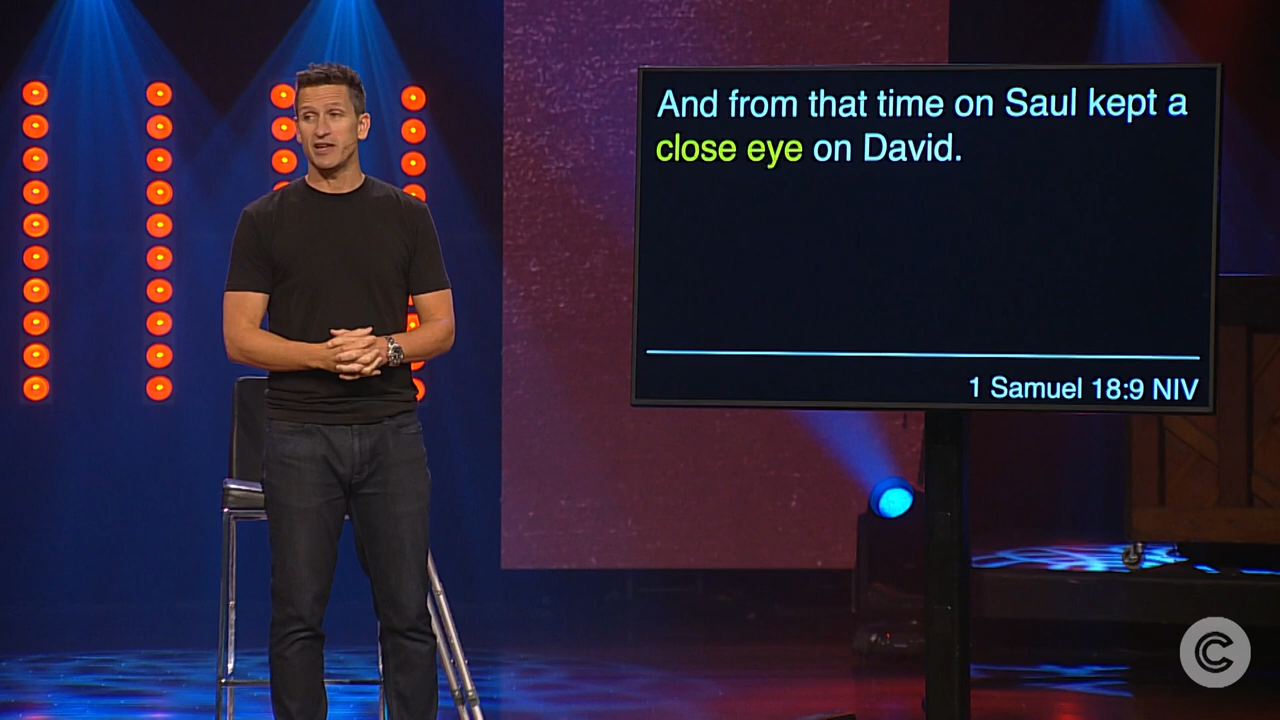 And from that time on Saul kept a
close eye on David.
1 Samuel 18:9 NIV